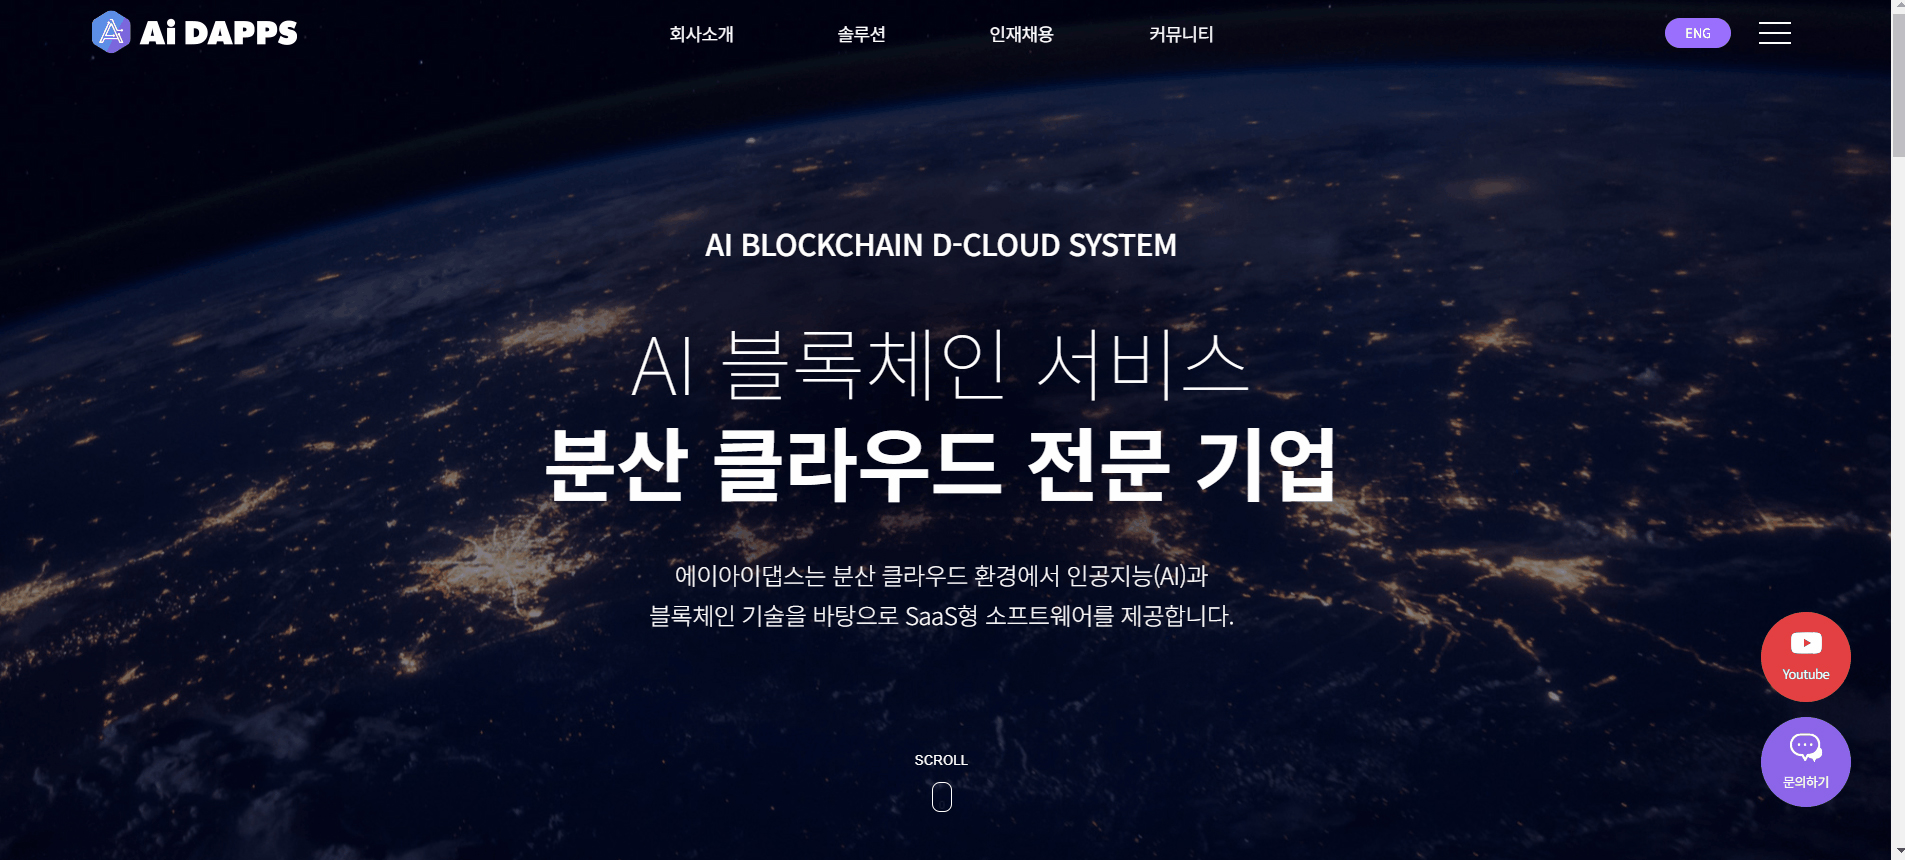 Ai DAPPS
회사소개
솔루션
인재채용
커뮤니티
ENG
AI BLOCKCHAIN D-CLOUD SYSTEM
AI 블록체인 서비스
분산 클라우드 전문 기업
에이아이댑스는 분산 클라우드 환경에서 인공지능(AI)과
블록체인 기술을 바탕으로 SaaS형 소프트웨어를 제공합니다.
Youtube
문의하기
SCROLL